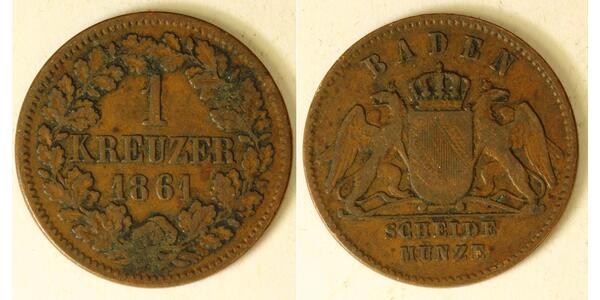 1
KREUZER
1861
BADEN
SCHEIDE
MÜNZE